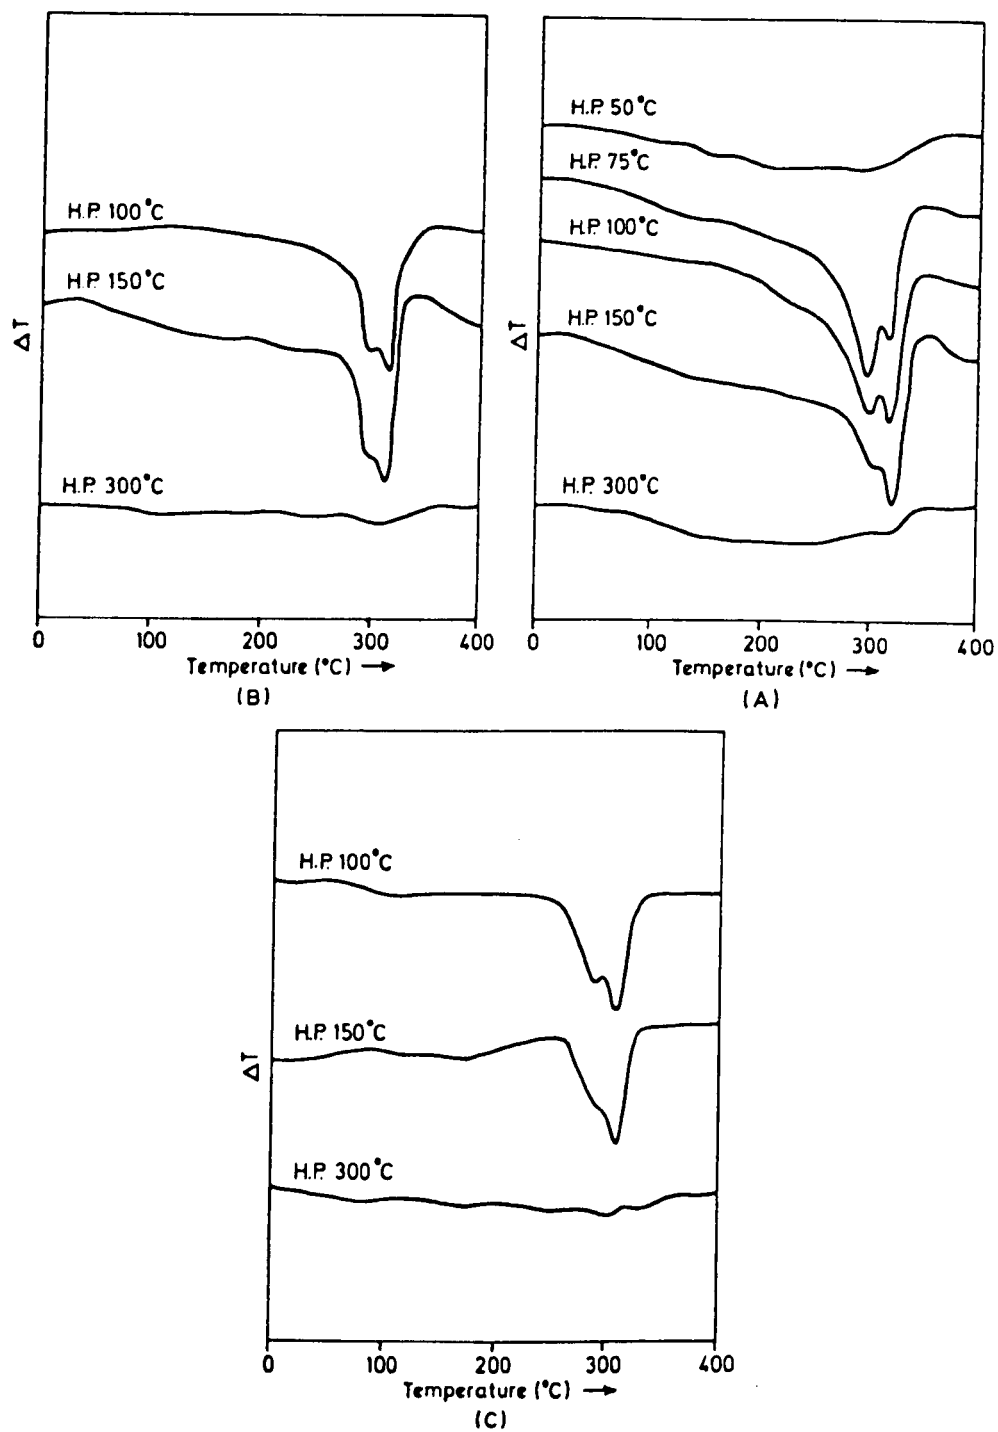 H.P. 100°C
H.P. 150°C
H.P. 300°C
ΔT
0 100 200 300 400
Temperature (°C) →
(B)
H.P. 50°C
H.P. 75°C
H.P. 100°C
H.P. 150°C
H.P. 300°C
ΔT
0 100 200 300 400
Temperature (°C) →
(A)
H.P. 100°C
H.P. 150°C
H.P. 300°C
ΔT
0 100 200 300 400
Temperature (°C) →
(C)